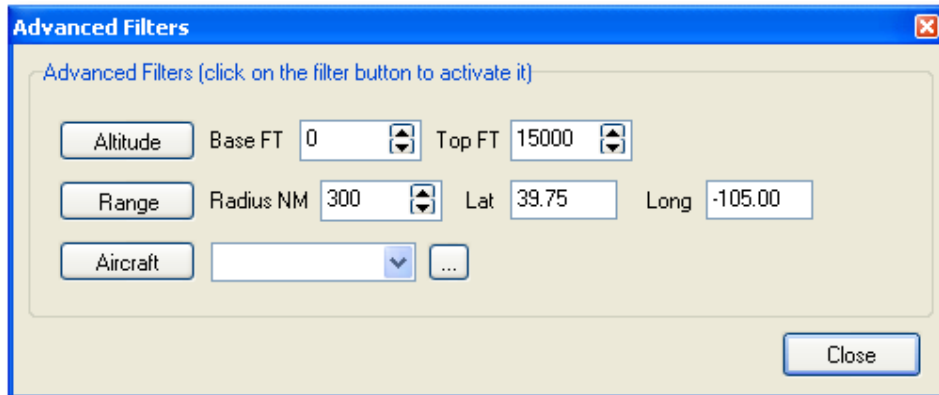 Advanced Filters
Advanced Filters (click on the filter button to activate it)
Altitude Base FT 0 Top FT 15000
Range Radius NM 300 Lat 39.75 Long -105.00
Aircraft ...
Close